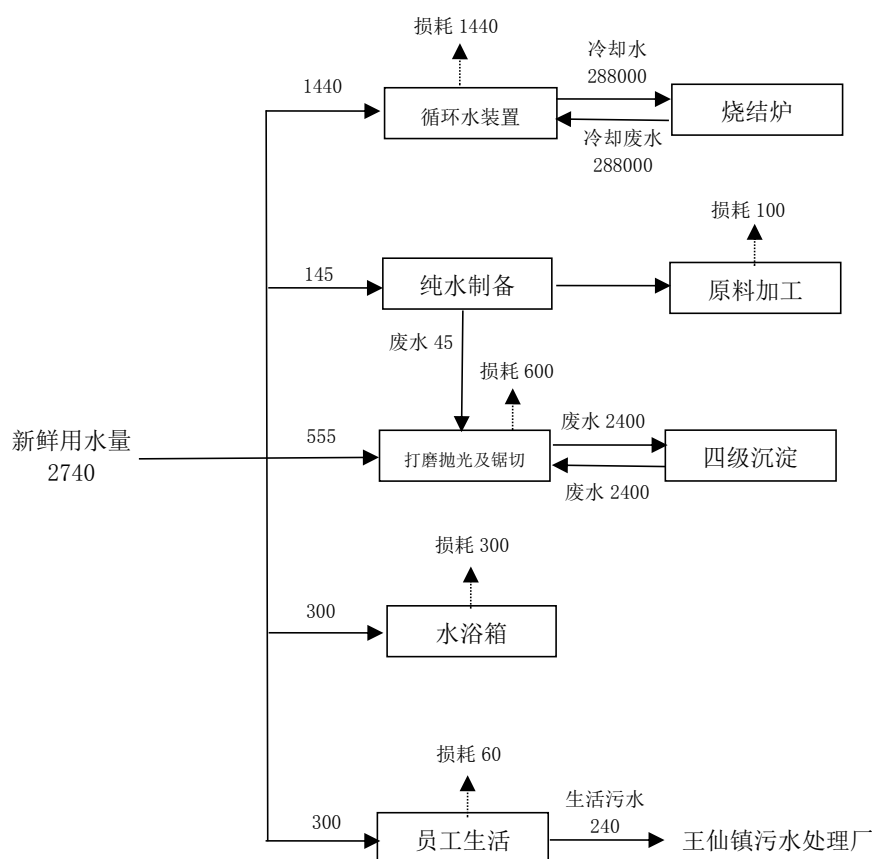 损耗 1440
冷却水
288000
1440
循环水装置
烧结炉
冷却废水
288000
损耗 100
145
纯水制备
原料加工
废水 45
损耗 600
废水 2400
新鲜用水量
2740
555
打磨抛光及锯切
四级沉淀
废水 2400
损耗 300
300
水浴箱
损耗 60
生活污水
240
300
员工生活
王仙镇污水处理厂